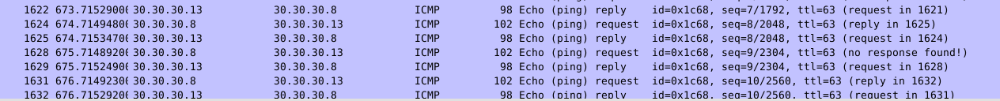 1622 673.71529000 30.30.30.13 30.30.30.8 ICMP 98 Echo (ping) reply id=0x1c68, seq=7/1792, ttl=63 (request in 1621)
1624 674.71494800 30.30.30.8 30.30.30.13 ICMP 102 Echo (ping) request id=0x1c68, seq=8/2048, ttl=63 (reply in 1625)
1625 674.71534700 30.30.30.13 30.30.30.8 ICMP 98 Echo (ping) reply id=0x1c68, seq=8/2048, ttl=63 (request in 1624)
1628 675.71489200 30.30.30.8 30.30.30.13 ICMP 102 Echo (ping) request id=0x1c68, seq=9/2304, ttl=63 (no response found!)
1629 675.71524900 30.30.30.13 30.30.30.8 ICMP 98 Echo (ping) reply id=0x1c68, seq=9/2304, ttl=63 (request in 1628)
1631 676.71492300 30.30.30.8 30.30.30.13 ICMP 102 Echo (ping) request id=0x1c68, seq=10/2560, ttl=63 (reply in 1632)
1632 676.71529200 30.30.30.13 30.30.30.8 ICMP 98 Echo (ping) reply id=0x1c68, seq=10/2560, ttl=63 (request in 1631)